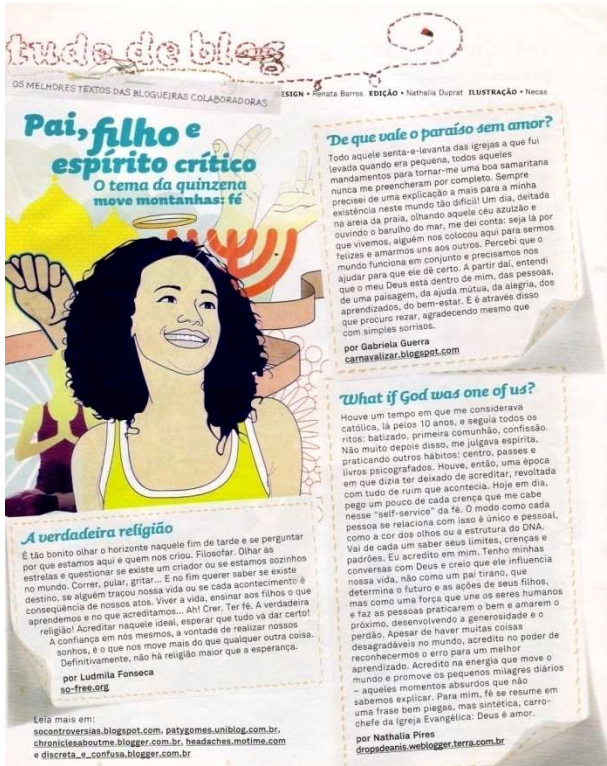 tudo de blog
OS MELHORES TEXTOS DAS BLOGUEIRAS COLABORADORAS
DESIGN • Renata Barros EDIÇÃO • Nathalia Duprat ILUSTRAÇÃO • Necas
Pai, filho e
espírito crítico
O tema da quinzena
move montanhas: fé
De que vale o paraíso sem amor?
Todo aquele senta-e-levanta das igrejas a que fui
levada quando era pequena, todos aqueles
mandamentos para tornar-me uma boa samaritana
nunca me preencheram por completo. Sempre
precisei de uma explicação a mais para a minha
existência neste mundo tão difícil! Um dia, deitada
na areia da praia, olhando aquele céu azulzão e
ouvindo o barulho do mar, me dei conta: seja lá por
que vivemos, alguém nos colocou aqui para sermos
felizes e amarmos uns aos outros. Percebi que o
mundo funciona em conjunto e precisamos nos
ajudar para que ele dê certo. A partir daí, entendi
que o meu Deus está dentro de mim, das pessoas,
de uma paisagem, da ajuda mútua, da alegria, dos
aprendizados, do bem-estar. E é através disso
que procuro rezar, agradecendo mesmo que
com simples sorrisos.
por Gabriela Guerra
carnavalizar.blogspot.com
What if God was one of us?
Houve um tempo em que me considerava
católica, lá pelos 10 anos, e seguia todos os
ritos: batizado, primeira comunhão, confissão.
Não muito depois disso, me julgava espírita,
praticando outros hábitos: centro, passes e
livros psicografados. Houve, então, uma época
em que dizia ter deixado de acreditar, revoltada
com tudo de ruim que acontecia. Hoje em dia,
pego um pouco de cada crença que me cabe
nesse "self-service" da fé. O modo como cada
pessoa se relaciona com isso é único e pessoal,
como a cor dos olhos ou a estrutura do DNA.
Vai de cada um saber seus limites, crenças e
padrões. Eu acredito em mim. Tenho minhas
conversas com Deus e creio que ele influencia
nossa vida, não como um pai tirano, que
determina o futuro e as ações de seus filhos,
mas como uma força que une os seres humanos
e faz as pessoas praticarem o bem e amarem o
próximo, desenvolvendo a generosidade e o
perdão. Apesar de haver muitas coisas
desagradáveis no mundo, acredito no poder de
reconhecermos o erro para um melhor
aprendizado. Acredito na energia que move o
mundo e promove os pequenos milagres diários
– aqueles momentos absurdos que não
sabemos explicar. Para mim, fé se resume em
uma frase bem piegas, mas sintética, carro-
chefe da Igreja Evangélica: Deus é amor.
por Nathalia Pires
dropsdeanis.weblogger.terra.com.br
A verdadeira religião
É tão bonito olhar o horizonte naquele fim de tarde e se perguntar
por que estamos aqui e quem nos criou. Filosofar. Olhar as
estrelas e questionar se existe um criador ou se estamos sozinhos
no mundo. Correr, pular, gritar... E no fim querer saber se existe
destino, se alguém traçou nossa vida ou se cada acontecimento é
conseqüência de nossos atos. Viver a vida, ensinar aos filhos o que
aprendemos e no que acreditamos... Ah! Crer. Ter fé. A verdadeira
religião! Acreditar naquele ideal, esperar que tudo vá dar certo!
A confiança em nós mesmos, a vontade de realizar nossos
sonhos, é o que nos move mais do que qualquer outra coisa.
Definitivamente, não há religião maior que a esperança.
por Ludmila Fonseca
so-free.org
Leia mais em:
socontroversias.blogspot.com, patygomes.uniblog.com.br,
chroniclesaboutme.blogger.com.br, headaches.motime.com
e discreta_e_confusa.blogger.com.br